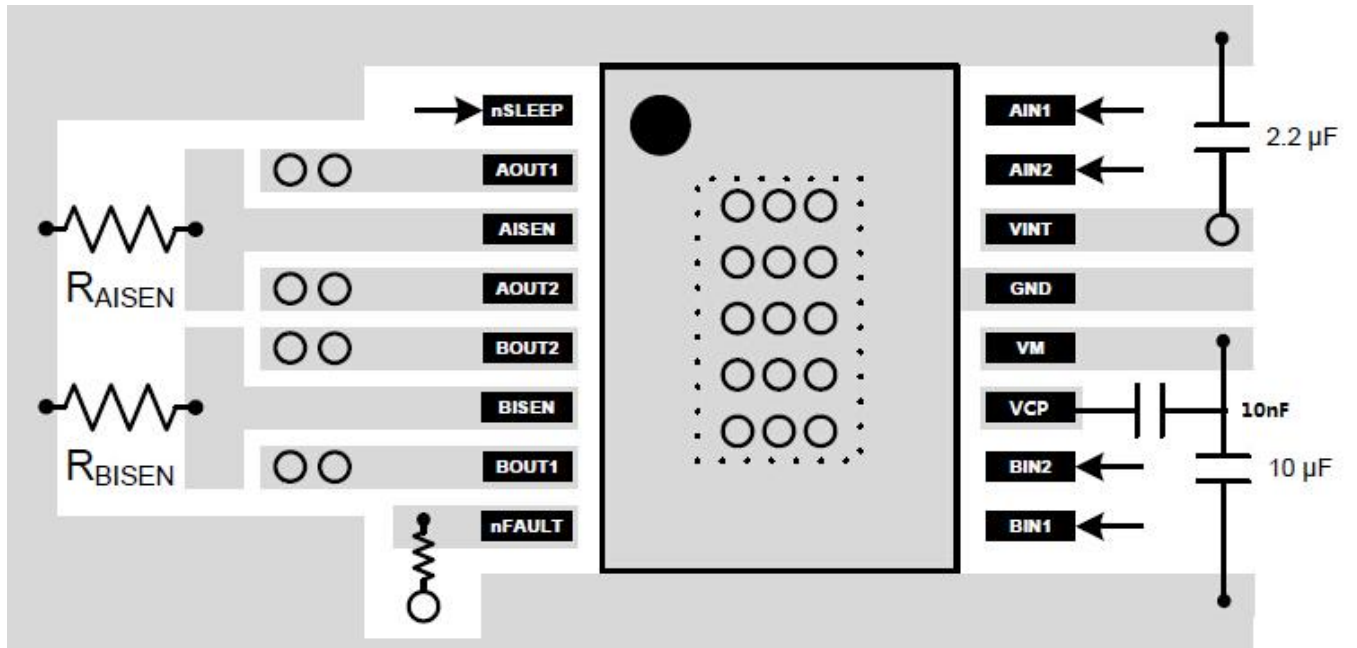 nSLEEP
AIN1
2.2 µF
AOUT1
AIN2
AISEN
VINT
RAISEN
AOUT2
GND
BOUT2
VM
BISEN
VCP
10nF
RBISEN
BOUT1
BIN2
10 µF
nFAULT
BIN1